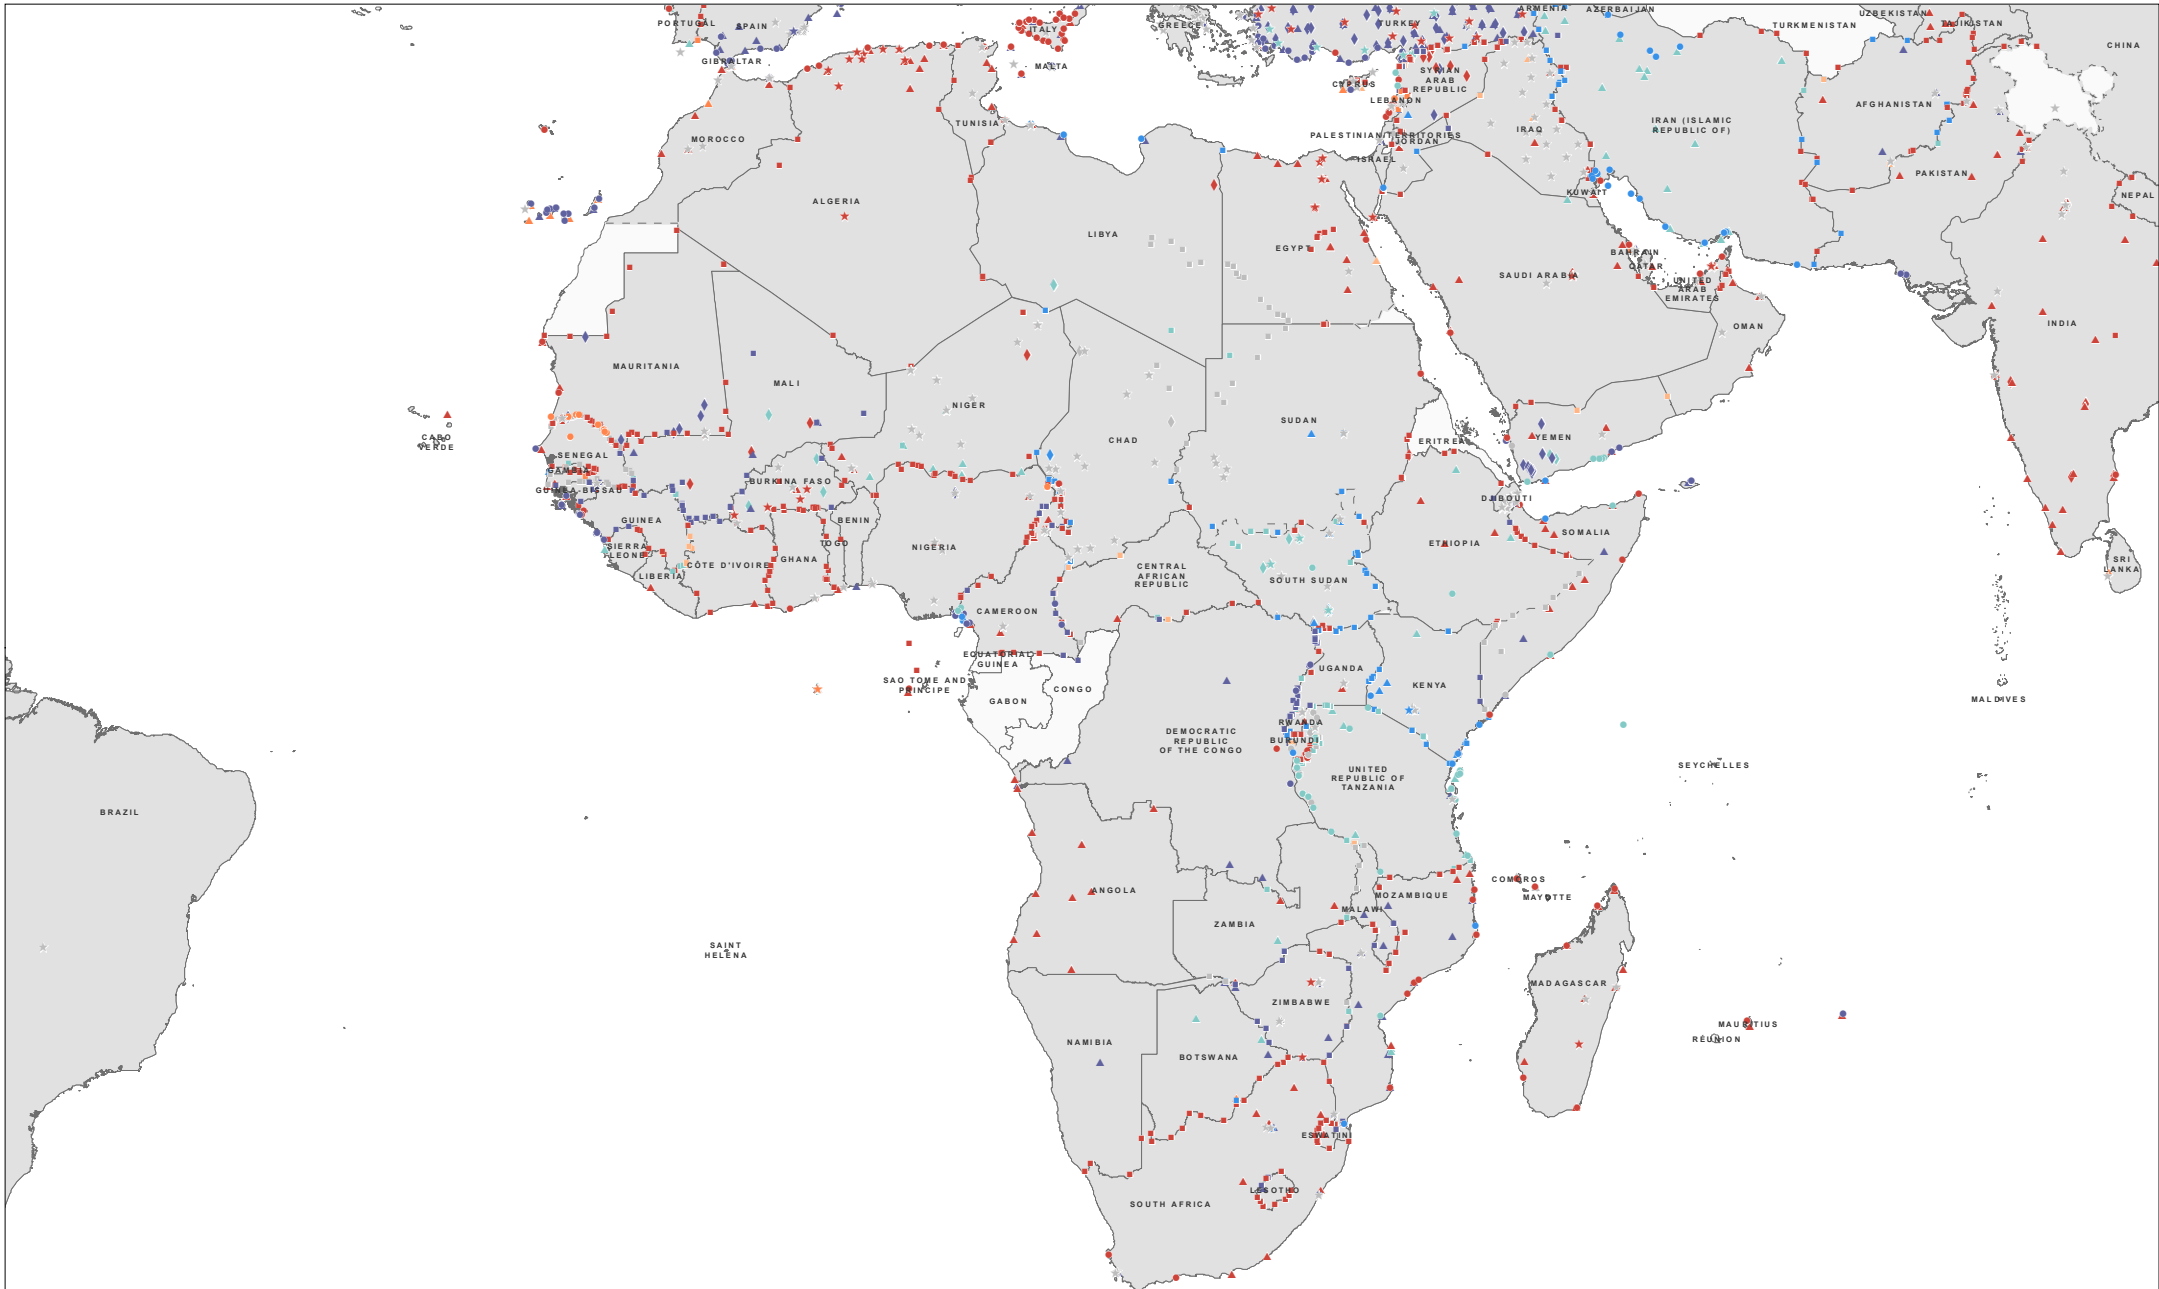 PORTUGAL
SPAIN
GIBRALTAR
ITALY
MALTA
GREECE
TURKEY
CYPRUS
SYRIAN
ARAB
REPUBLIC
LEBANON
PALESTINIAN TERRITORIES
JORDAN
ISRAEL
ARMENIA
AZERBAIJAN
TURKMENISTAN
UZBEKISTAN
TAJIKISTAN
CHINA
AFGHANISTAN
IRAN (ISLAMIC
REPUBLIC OF)
IRAQ
KUWAIT
PAKISTAN
NEPAL
MOROCCO
TUNISIA
ALGERIA
LIBYA
EGYPT
SAUDI ARABIA
BAHRAIN
QATAR
UNITED
ARAB
EMIRATES
OMAN
INDIA
MAURITANIA
MALI
NIGER
CHAD
SUDAN
ERITREA
YEMEN
CABO
VERDE
SENEGAL
GAMBIA
GUINEA-BISSAU
GUINEA
SIERRA
LEONE
LIBERIA
CÔTE D'IVOIRE
BURKINA FASO
GHANA
TOGO
BENIN
NIGERIA
CAMEROON
CENTRAL
AFRICAN
REPUBLIC
SOUTH SUDAN
DJIBOUTI
ETHIOPIA
SOMALIA
SRI
LANKA
MALDIVES
EQUATORIAL
GUINEA
SAO TOME AND
PRINCIPE
GABON
CONGO
DEMOCRATIC
REPUBLIC
OF THE CONGO
UGANDA
KENYA
RWANDA
BURUNDI
UNITED
REPUBLIC OF
TANZANIA
SEYCHELLES
BRAZIL
SAINT
HELENA
ANGOLA
ZAMBIA
MALAWI
MOZAMBIQUE
COMOROS
MAYOTTE
MADAGASCAR
MAURITIUS
RÉUNION
ZIMBABWE
NAMIBIA
BOTSWANA
ESWATINI
LESOTHO
SOUTH AFRICA